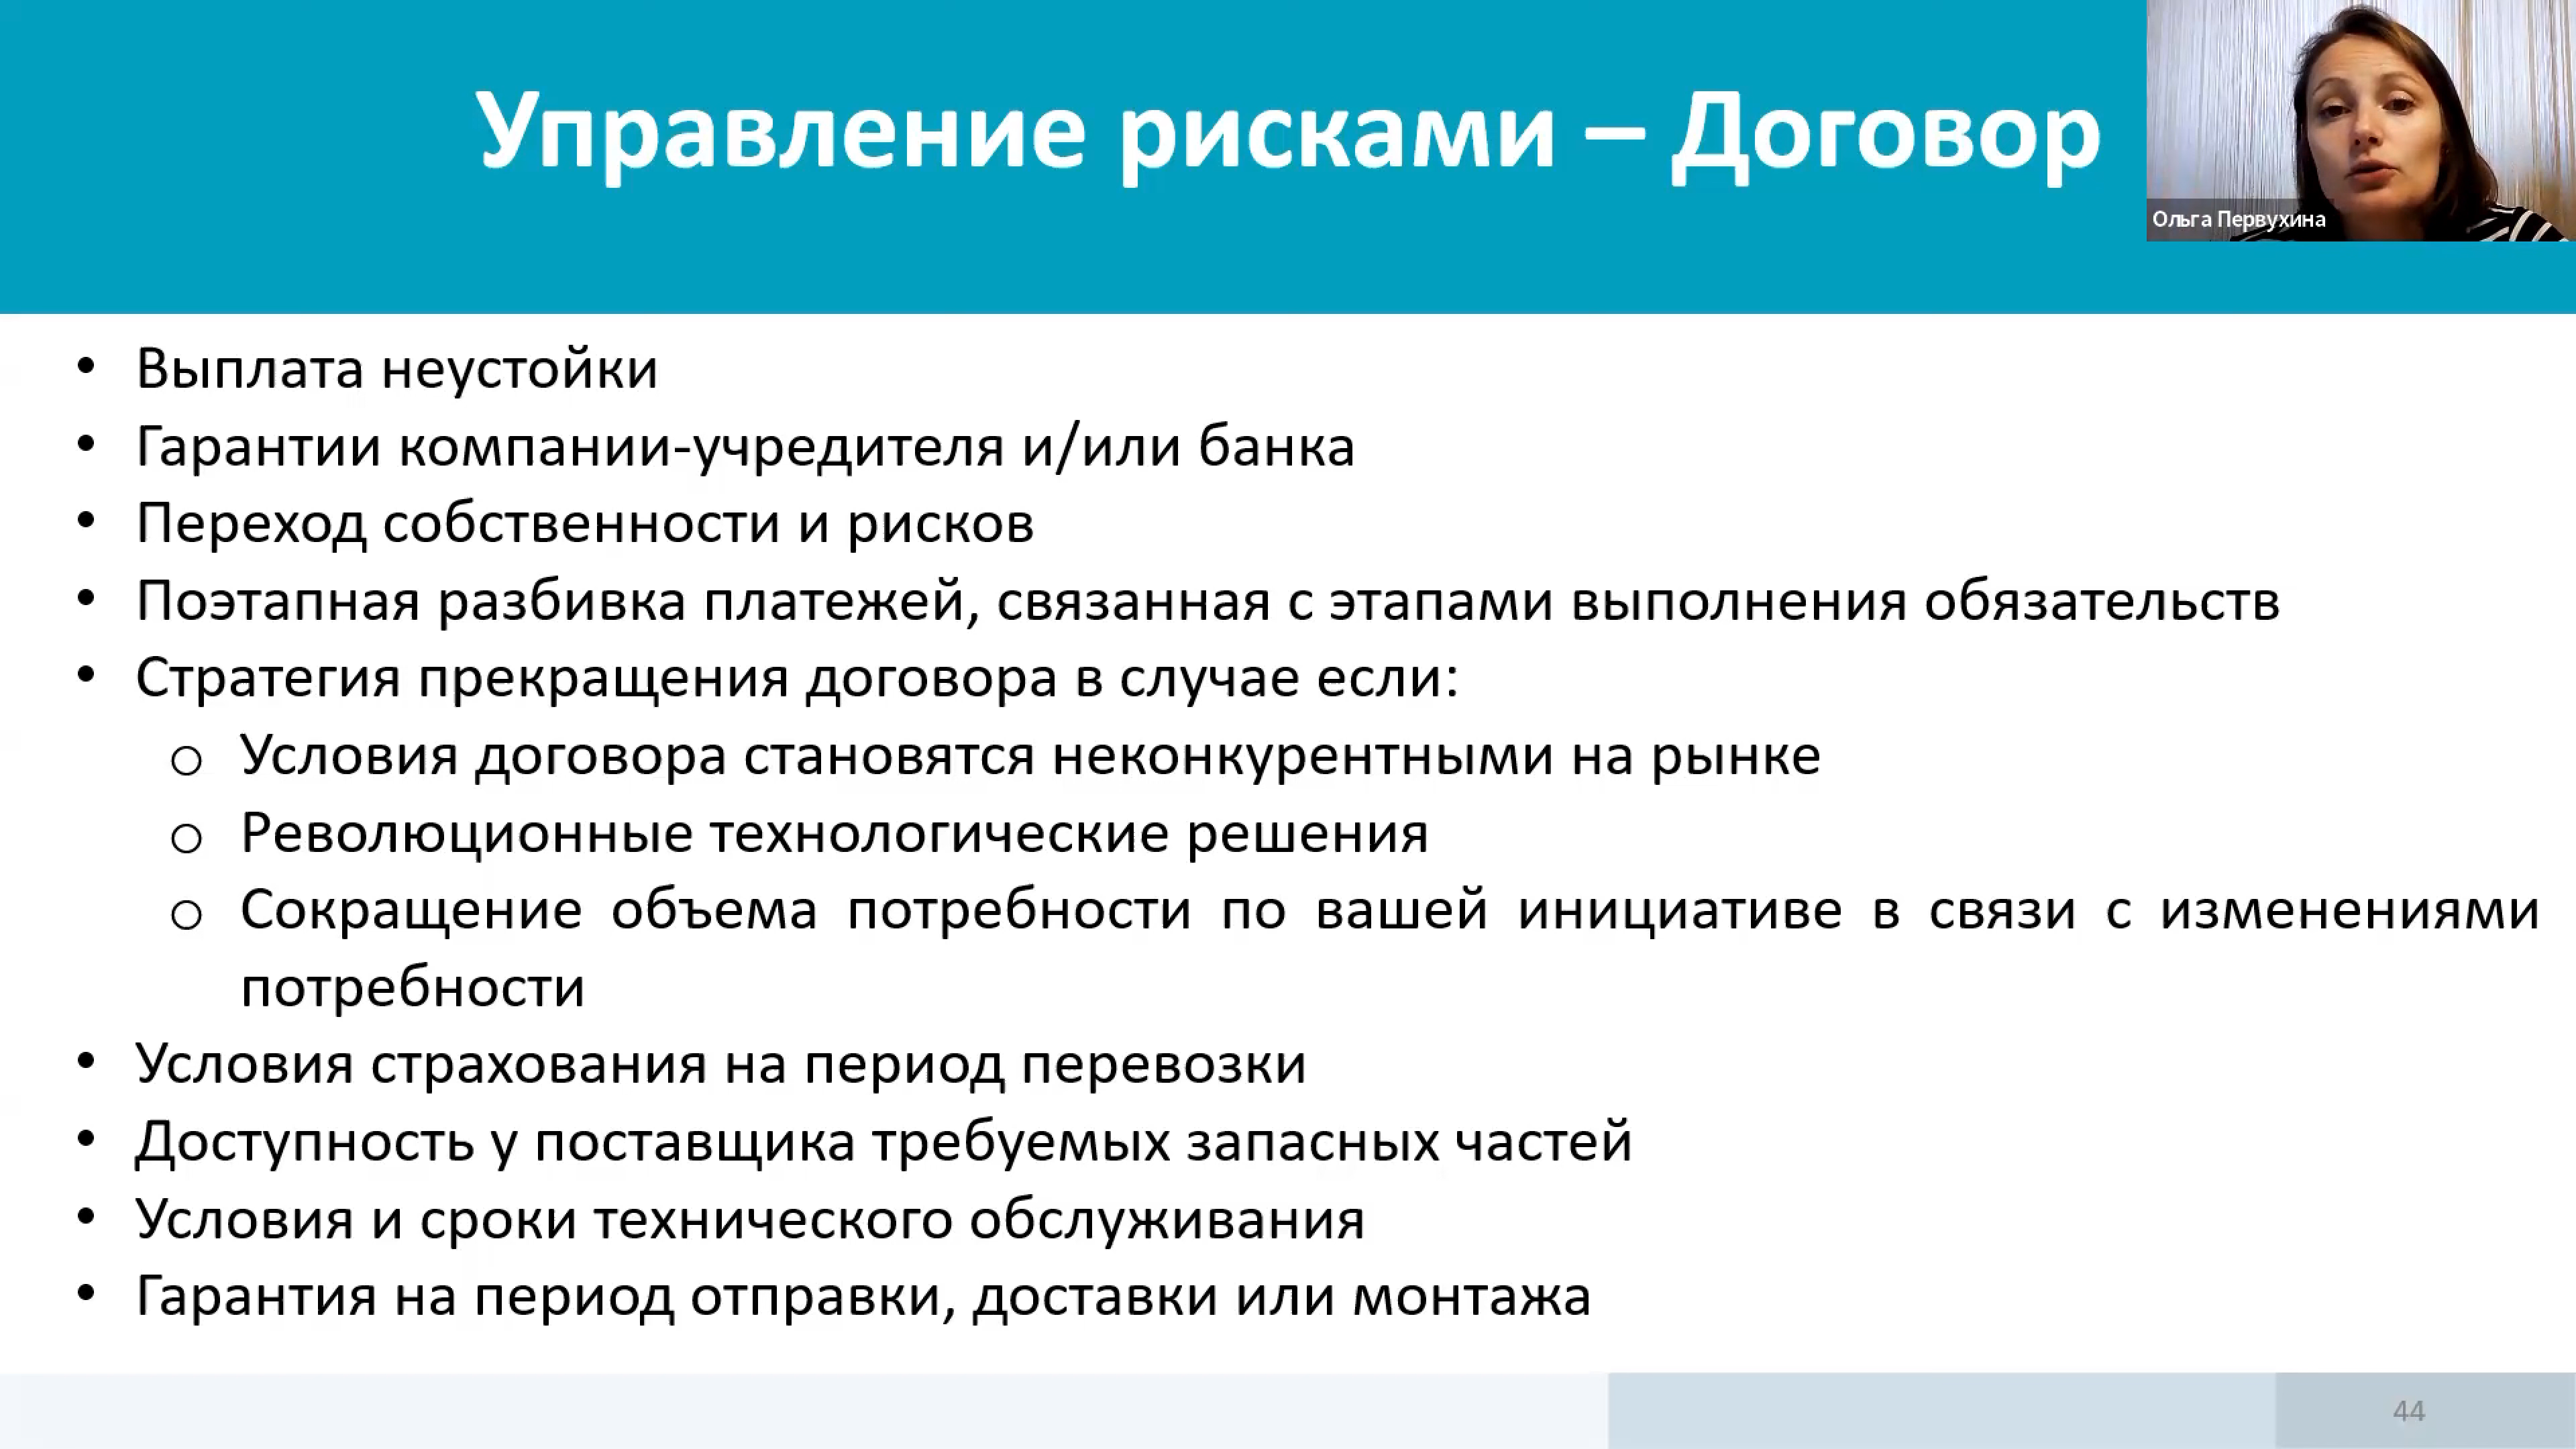 Управление рисками – Договор
Ольга Первухина
• Выплата неустойки
• Гарантии компании-учредителя и/или банка
• Переход собственности и рисков
• Поэтапная разбивка платежей, связанная с этапами выполнения обязательств
• Стратегия прекращения договора в случае если:
o Условия договора становятся неконкурентными на рынке
o Революционные технологические решения
o Сокращение объема потребности по вашей инициативе в связи с изменениями
потребности
• Условия страхования на период перевозки
• Доступность у поставщика требуемых запасных частей
• Условия и сроки технического обслуживания
• Гарантия на период отправки, доставки или монтажа
44